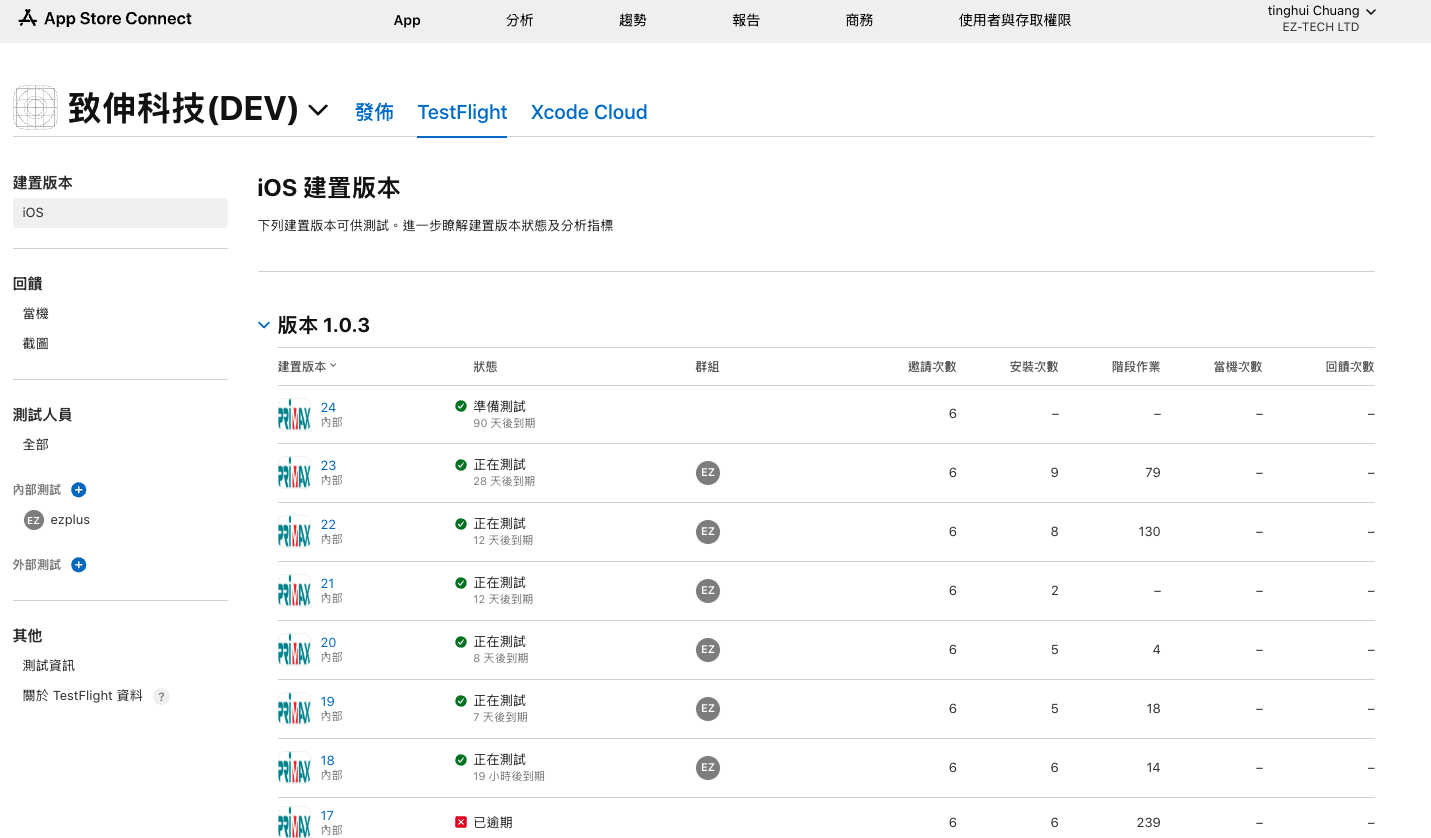 App Store Connect
App
分析
趨勢
報告
商務
使用者與存取權限
tinghui Chuang
EZ-TECH LTD
致伸科技(DEV)
發佈
TestFlight
Xcode Cloud
建置版本
iOS
回饋
當機
截圖
測試人員
全部
內部測試
EZ ezplus
外部測試
其他
測試資訊
關於 TestFlight 資料 ?
iOS 建置版本
下列建置版本可供測試。進一步瞭解建置版本狀態及分析指標
版本 1.0.3
建置版本 狀態 群組 邀請次數 安裝次數 階段作業 當機次數 回饋次數
PRIMAX 24 準備測試 6 – – – –
內部 90 天後到期
PRIMAX 23 正在測試 EZ 6 9 79 – –
內部 28 天後到期
PRIMAX 22 正在測試 EZ 6 8 130 – –
內部 12 天後到期
PRIMAX 21 正在測試 EZ 6 2 – – –
內部 12 天後到期
PRIMAX 20 正在測試 EZ 6 5 4 – –
內部 8 天後到期
PRIMAX 19 正在測試 EZ 6 5 18 – –
內部 7 天後到期
PRIMAX 18 正在測試 EZ 6 6 14 – –
內部 19 小時後到期
PRIMAX 17 已逾期 6 6 239 – –
內部